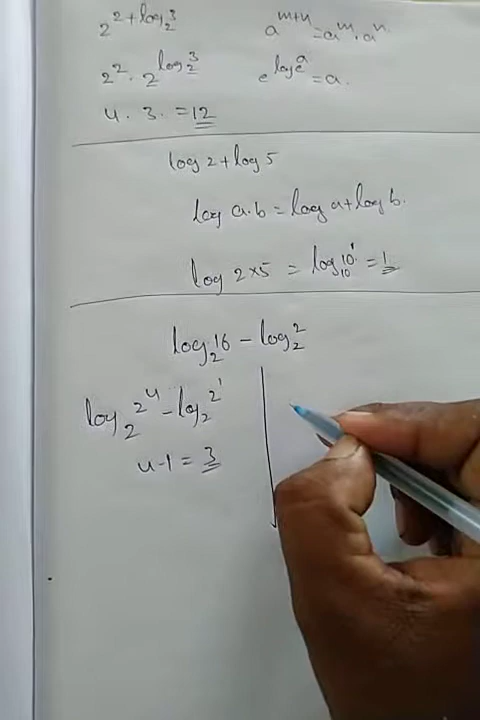 2^{2+log_2 3} a^{m+n} = a^m · a^n
2^2 · 2^{log_2 3} e^{log_e a} = a.
4 . 3. = 12
log 2 + log 5
log a.b = log a + log b.
log 2×5 = log_{10} 10^1 = 1
log_2 16 - log_2 2
log_2 2^4 - log_2 2^1
4-1 = 3